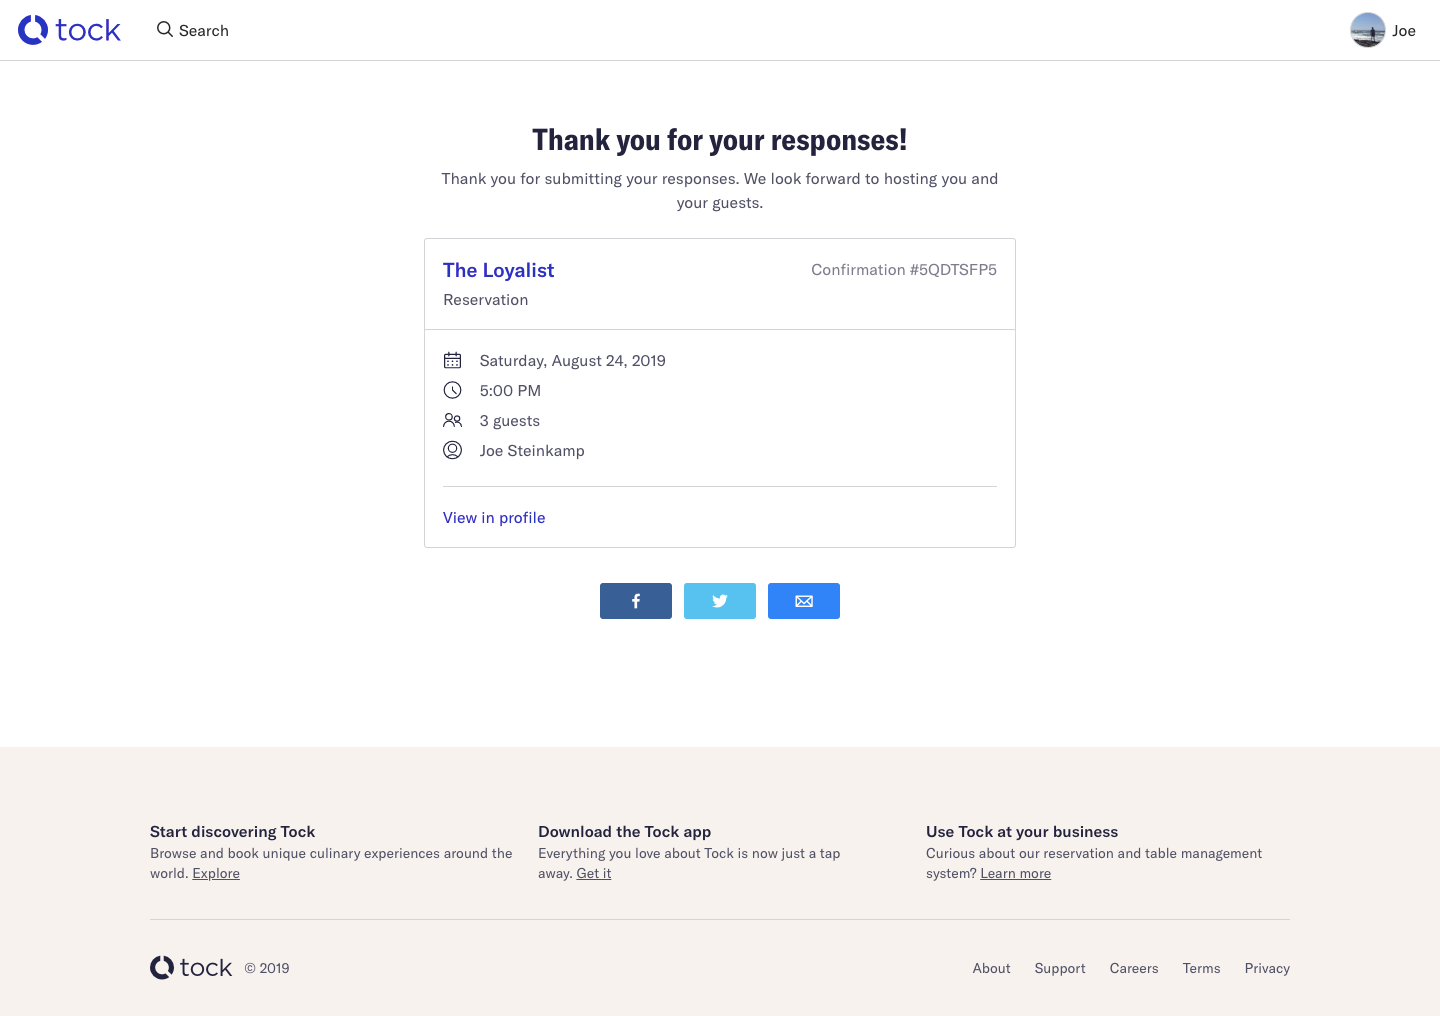 tock
Search
Joe
Thank you for your responses!
Thank you for submitting your responses. We look forward to hosting you and
your guests.
The Loyalist
Confirmation #5QDTSFP5
Reservation
Saturday, August 24, 2019
5:00 PM
3 guests
Joe Steinkamp
View in profile
Start discovering Tock
Browse and book unique culinary experiences around the
world. Explore
Download the Tock app
Everything you love about Tock is now just a tap
away. Get it
Use Tock at your business
Curious about our reservation and table management
system? Learn more
tock © 2019
About Support Careers Terms Privacy